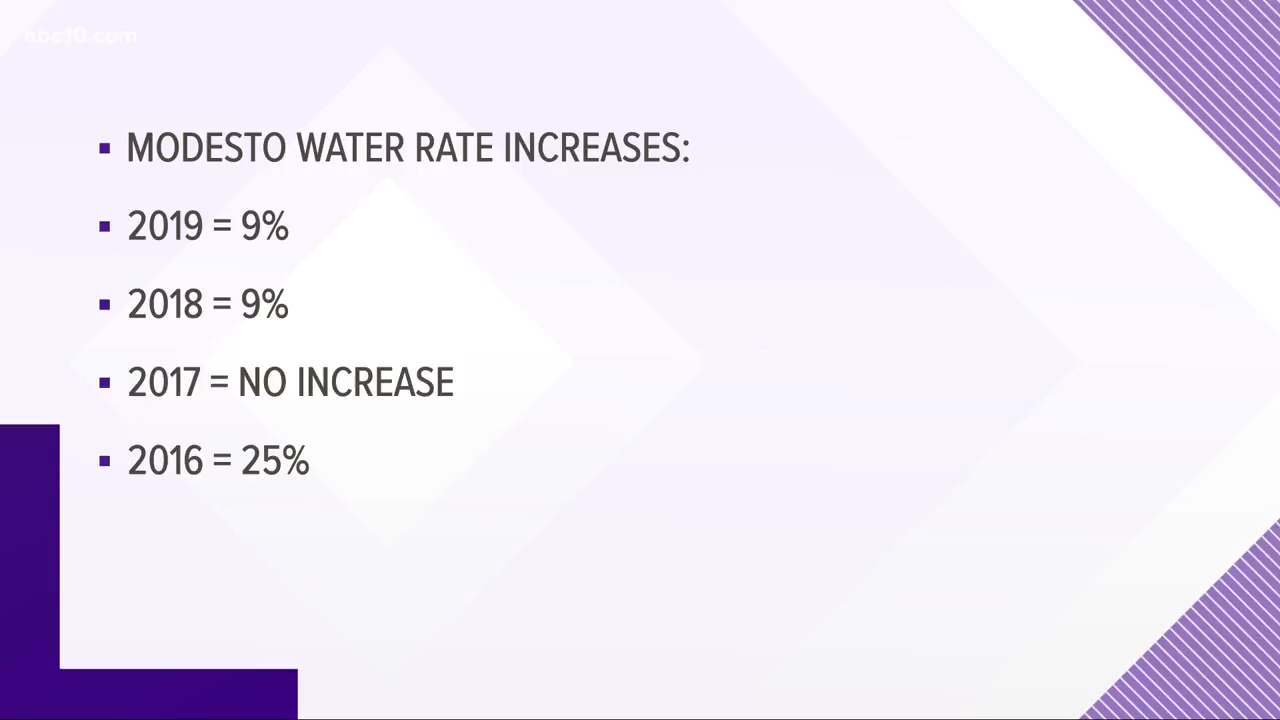 abc10.com
MODESTO WATER RATE INCREASES:
2019 = 9%
2018 = 9%
2017 = NO INCREASE
2016 = 25%